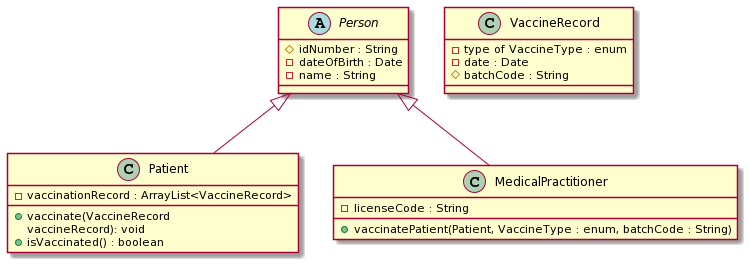 A Person
idNumber : String
dateOfBirth : Date
name : String
C VaccineRecord
type of VaccineType : enum
date : Date
batchCode : String
C Patient
vaccinationRecord : ArrayList<VaccineRecord>
vaccinate(VaccineRecord
vaccineRecord): void
isVaccinated() : boolean
C MedicalPractitioner
licenseCode : String
vaccinatePatient(Patient, VaccineType : enum, batchCode : String)